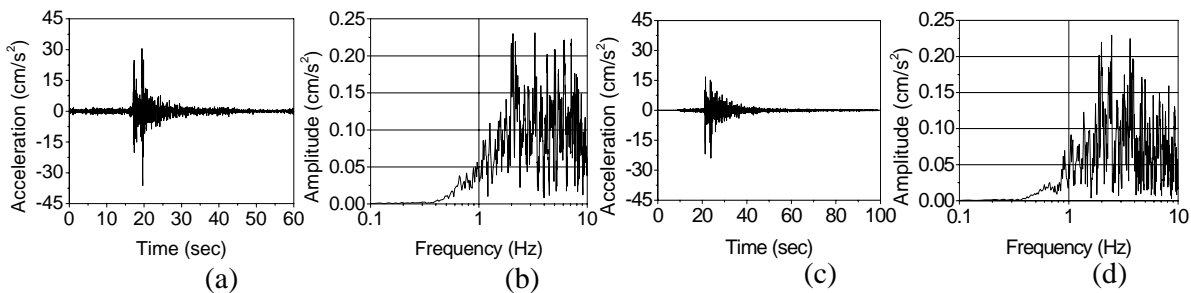 45
30
15
0
-15
-30
-45
Acceleration (cm/s²)
0 10 20 30 40 50 60
Time (sec)
(a)
0.25
0.20
0.15
0.10
0.05
0.00
Amplitude (cm/s²)
0.1 1 10
Frequency (Hz)
(b)
45
30
15
0
-15
-30
-45
Acceleration (cm/s²)
0 20 40 60 80 100
Time (sec)
(c)
0.25
0.20
0.15
0.10
0.05
0.00
Amplitude (cm/s²)
0.1 1 10
Frequency (Hz)
(d)